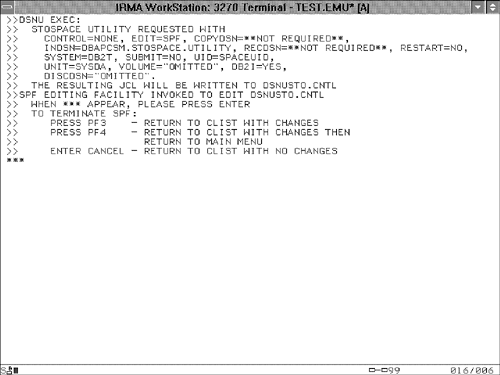 IRMA WorkStation: 3270 Terminal - TEST.EMU* [A]
>>DSNU EXEC:
>> STOSPACE UTILITY REQUESTED WITH
>> CONTROL=NONE, EDIT=SPF, COPYDSN=**NOT REQUIRED**,
>> INDSN=DBAPCSM.STOSPACE.UTILITY, RECDSN=**NOT REQUIRED**, RESTART=NO,
>> SYSTEM=DB2T, SUBMIT=NO, UID=SPACEUID,
>> UNIT=SYSDA, VOLUME="OMITTED", DB2I=YES,
>> DISCDSN="OMITTED".
>> THE RESULTING JCL WILL BE WRITTEN TO DSNUSTO.CNTL
>>SPF EDITING FACILITY INVOKED TO EDIT DSNUSTO.CNTL
>> WHEN *** APPEAR, PLEASE PRESS ENTER
>> TO TERMINATE SPF:
>> PRESS PF3 - RETURN TO CLIST WITH CHANGES
>> PRESS PF4 - RETURN TO CLIST WITH CHANGES THEN
>> RETURN TO MAIN MENU
>> ENTER CANCEL - RETURN TO CLIST WITH NO CHANGES
***
99 016/006